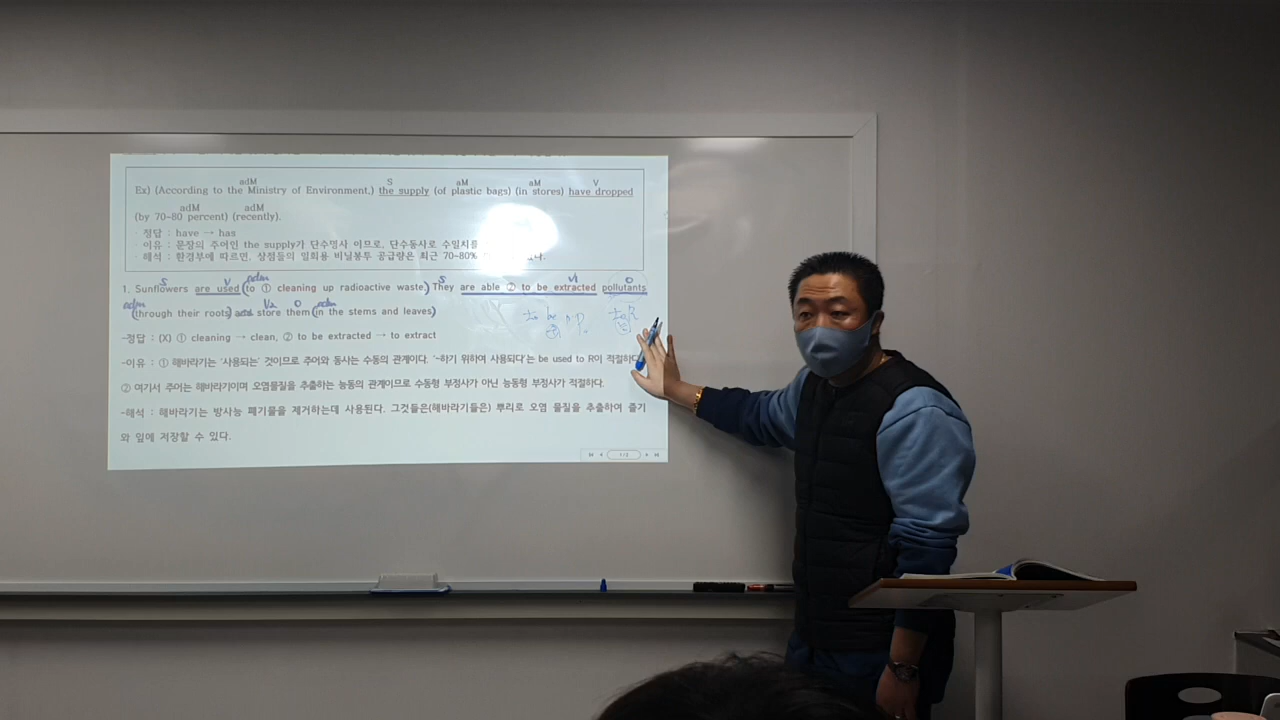 adM S aM aM V
Ex) (According to the Ministry of Environment,) the supply (of plastic bags) (in stores) have dropped
adM adM
(by 70~80 percent) (recently).
· 정답 : have → has
· 이유 : 문장의 주어인 the supply가 단수명사 이므로, 단수동사로 수일치를
· 해석 : 환경부에 따르면, 상점들의 일회용 비닐봉투 공급량은 최근 70~80%
S V adm S V1 O
1. Sunflowers are used (to ① cleaning up radioactive waste.) They are able ② to be extracted pollutants
adm V2 O adm
(through their roots) and store them (in the stems and leaves)
to be p.p. to R
-정답 : (X) ① cleaning → clean, ② to be extracted → to extract
-이유 : ① 해바라기는 '사용되는' 것이므로 주어와 동사는 수동의 관계이다. '~하기 위하여 사용되다'는 be used to R이 적절하다
② 여기서 주어는 해바라기이며 오염물질을 추출하는 능동의 관계이므로 수동형 부정사가 아닌 능동형 부정사가 적절하다.
-해석 : 해바라기는 방사능 폐기물을 제거하는데 사용된다. 그것들은(해바라기들은) 뿌리로 오염 물질을 추출하여 줄기
와 잎에 저장할 수 있다.